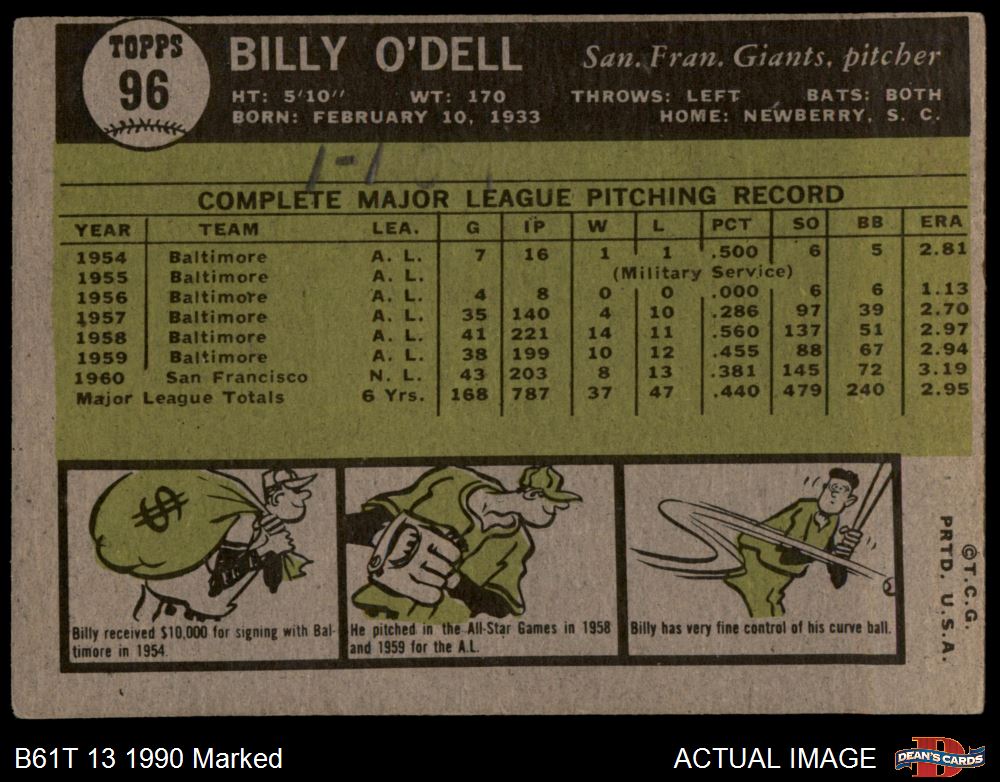 TOPPS
96
BILLY O'DELL
San. Fran. Giants, pitcher
HT: 5'10" WT: 170 THROWS: LEFT BATS: BOTH
BORN: FEBRUARY 10, 1933 HOME: NEWBERRY, S. C.
1-1
COMPLETE MAJOR LEAGUE PITCHING RECORD
YEAR TEAM LEA. G IP W L PCT SO BB ERA
1954 Baltimore A. L. 7 16 1 1 .500 6 5 2.81
1955 Baltimore A. L. (Military Service)
1956 Baltimore A. L. 4 8 0 0 .000 6 6 1.13
1957 Baltimore A. L. 35 140 4 10 .286 97 39 2.70
1958 Baltimore A. L. 41 221 14 11 .560 137 51 2.97
1959 Baltimore A. L. 38 199 10 12 .455 88 67 2.94
1960 San Francisco N. L. 43 203 8 13 .381 145 72 3.19
Major League Totals 6 Yrs. 168 787 37 47 .440 479 240 2.95
$
Billy received $10,000 for signing with Bal-
timore in 1954.
He pitched in the All-Star Games in 1958
and 1959 for the A.L.
Billy has very fine control of his curve ball.
©T.C.G.
PRTD. U.S.A.
B61T 13 1990 Marked
ACTUAL IMAGE
D
DEAN'S CARDS